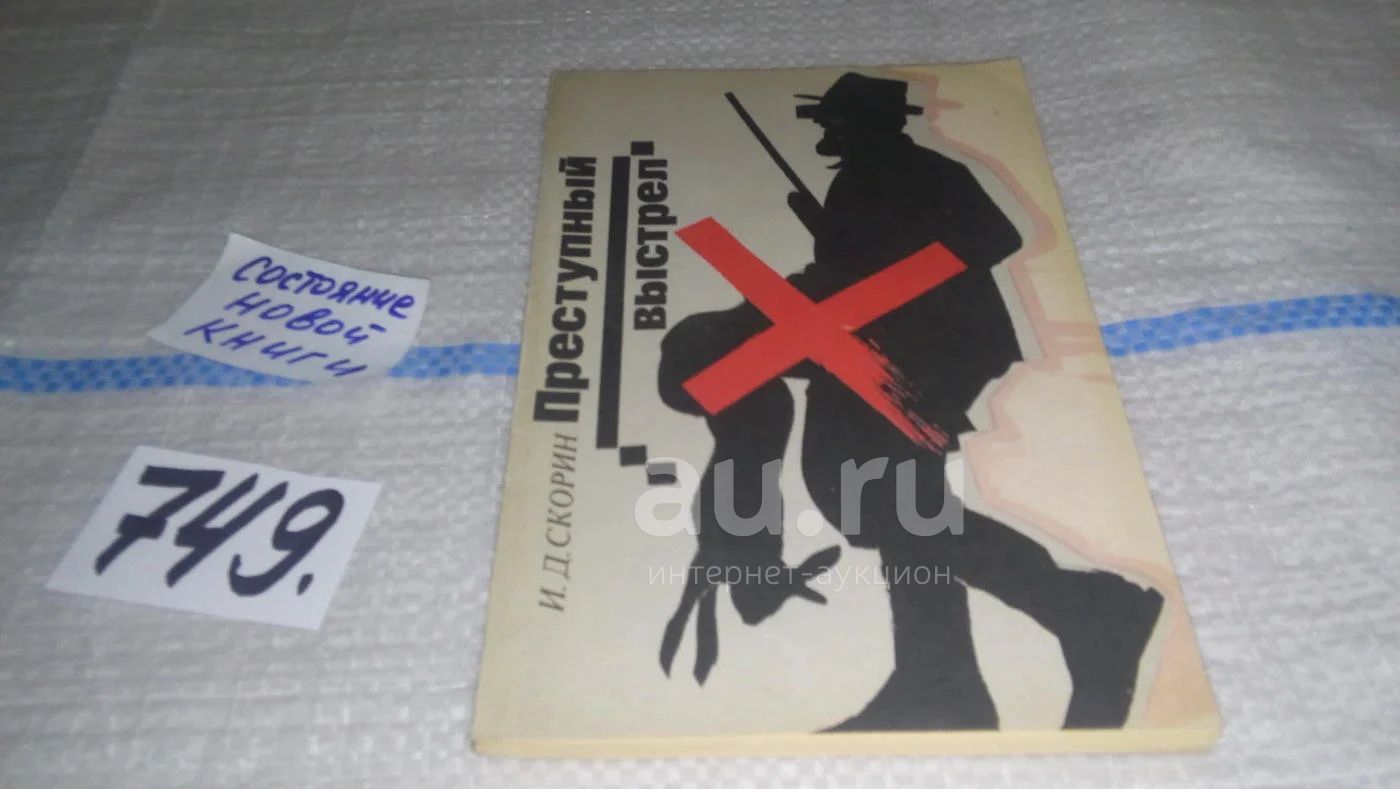 состояние
новой
книги
749.
И. Д. СКОРИН
Преступный
выстрел
au.ru
интернет-аукцион